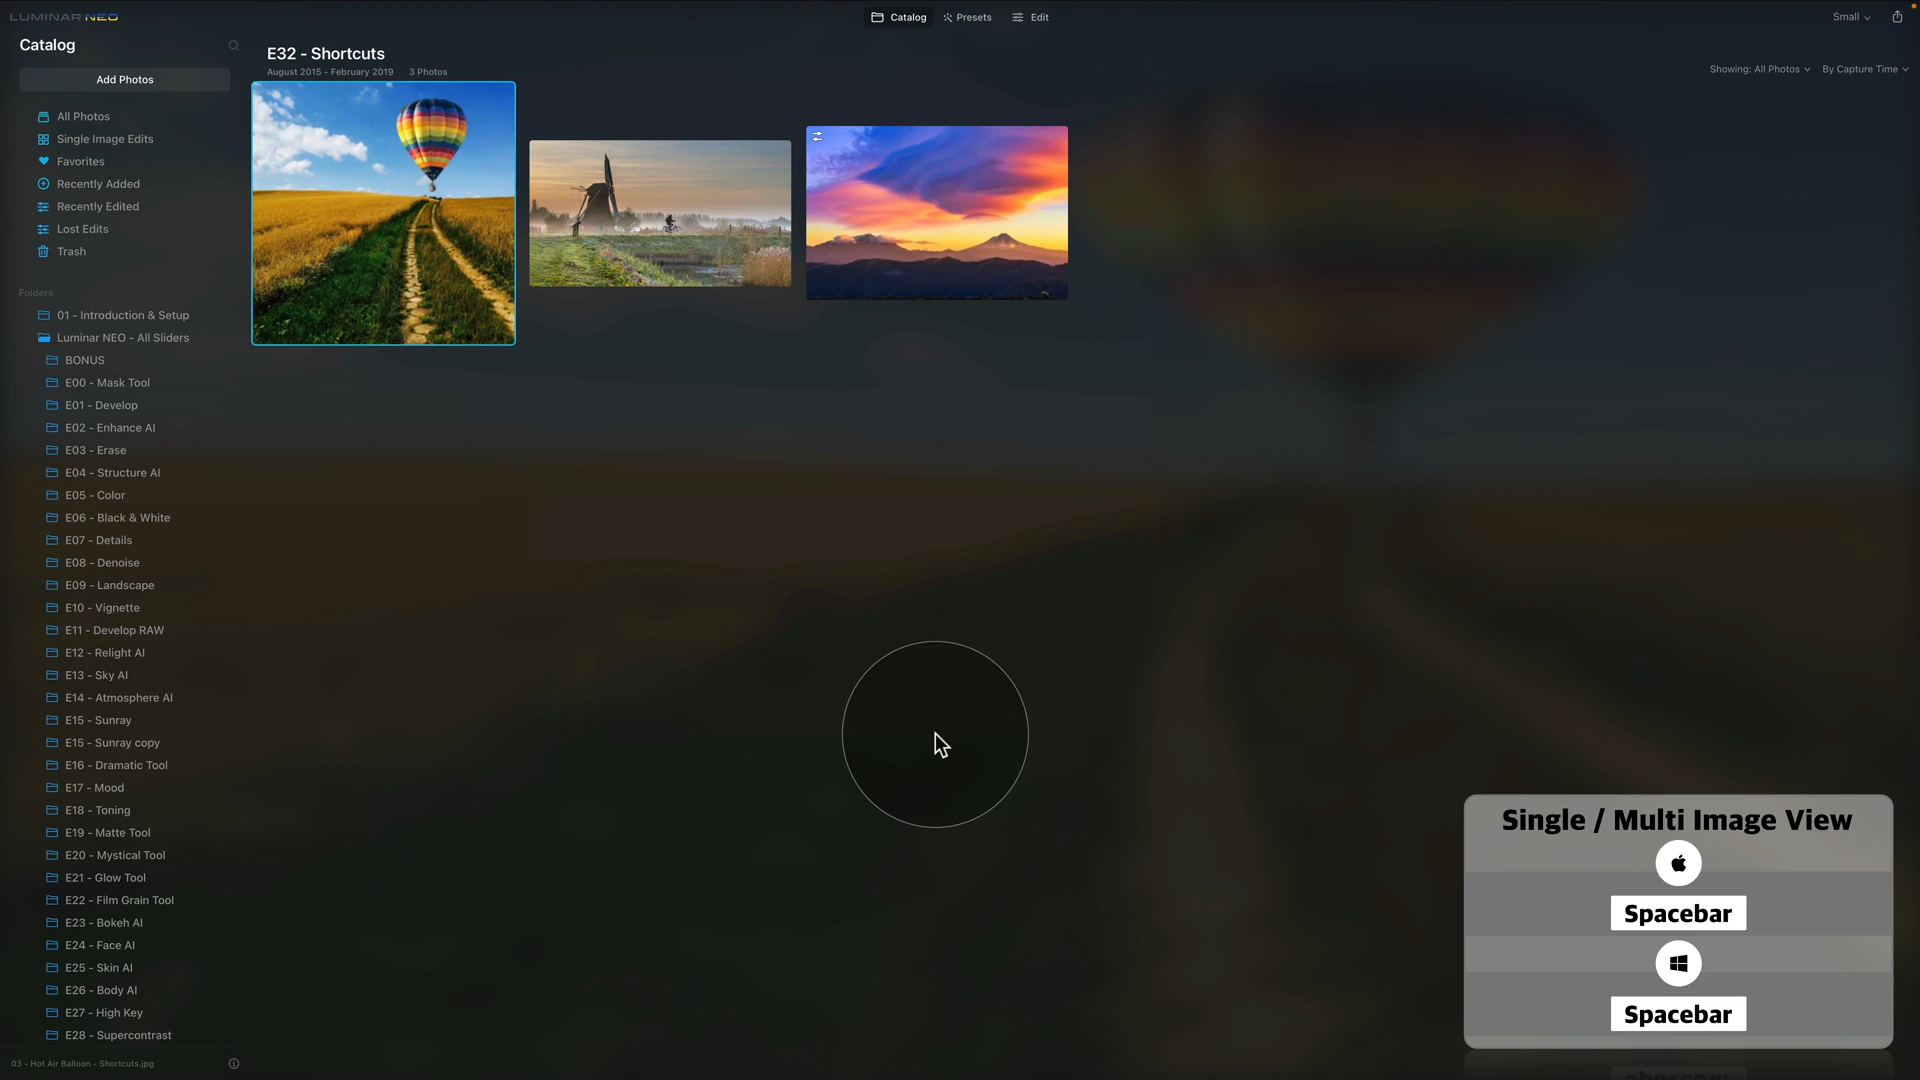 LUMINAR NEO
Catalog
Presets
Edit
Small
Catalog
Add Photos
E32 - Shortcuts
August 2015 - February 2019
3 Photos
Showing: All Photos
By Capture Time
All Photos
Single Image Edits
Favorites
Recently Added
Recently Edited
Lost Edits
Trash
Folders
01 - Introduction & Setup
Luminar NEO - All Sliders
BONUS
E00 - Mask Tool
E01 - Develop
E02 - Enhance AI
E03 - Erase
E04 - Structure AI
E05 - Color
E06 - Black & White
E07 - Details
E08 - Denoise
E09 - Landscape
E10 - Vignette
E11 - Develop RAW
E12 - Relight AI
E13 - Sky AI
E14 - Atmosphere AI
E15 - Sunray
E15 - Sunray copy
E16 - Dramatic Tool
E17 - Mood
E18 - Toning
E19 - Matte Tool
E20 - Mystical Tool
E21 - Glow Tool
E22 - Film Grain Tool
E23 - Bokeh AI
E24 - Face AI
E25 - Skin AI
E26 - Body AI
E27 - High Key
E28 - Supercontrast
03 - Hot Air Balloon - Shortcuts.jpg
Single / Multi Image View
Spacebar
Spacebar